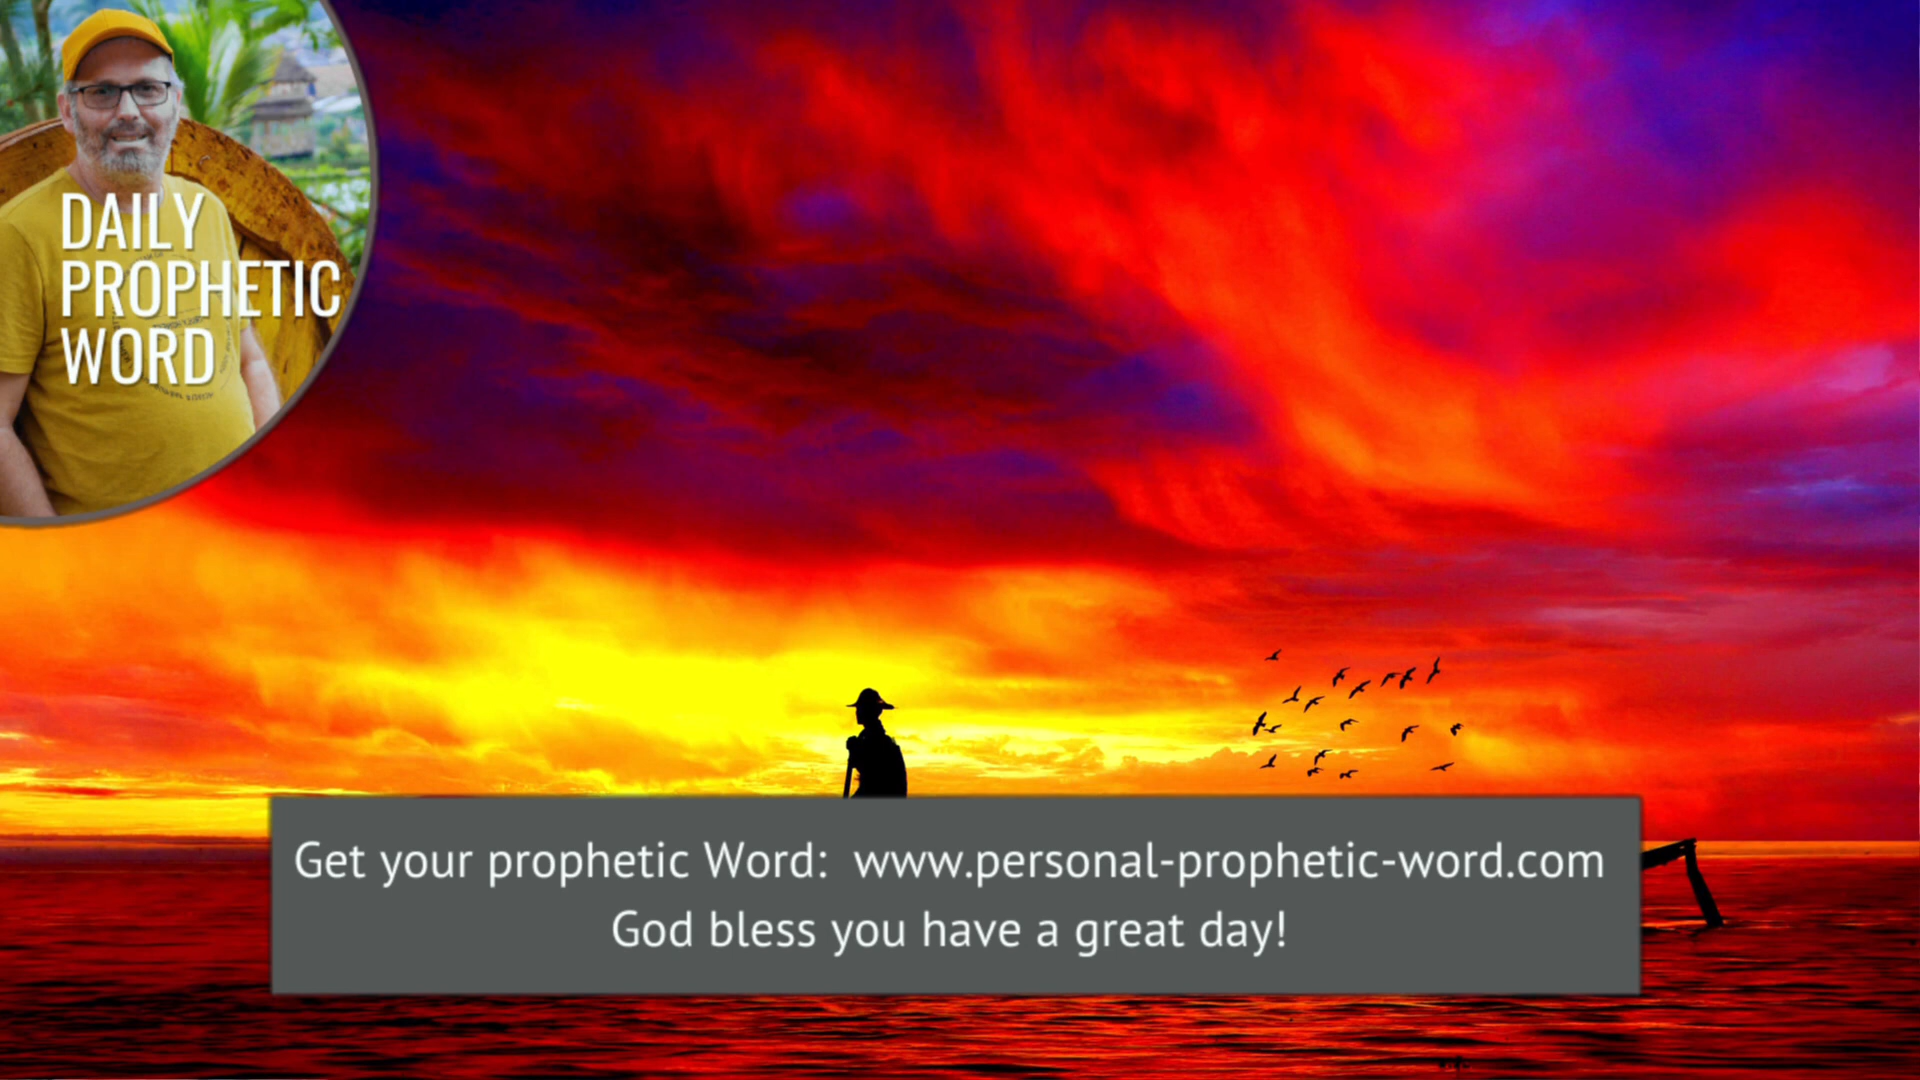 DAILY
PROPHETIC
WORD
Get your prophetic Word:  www.personal-prophetic-word.com
God bless you have a great day!